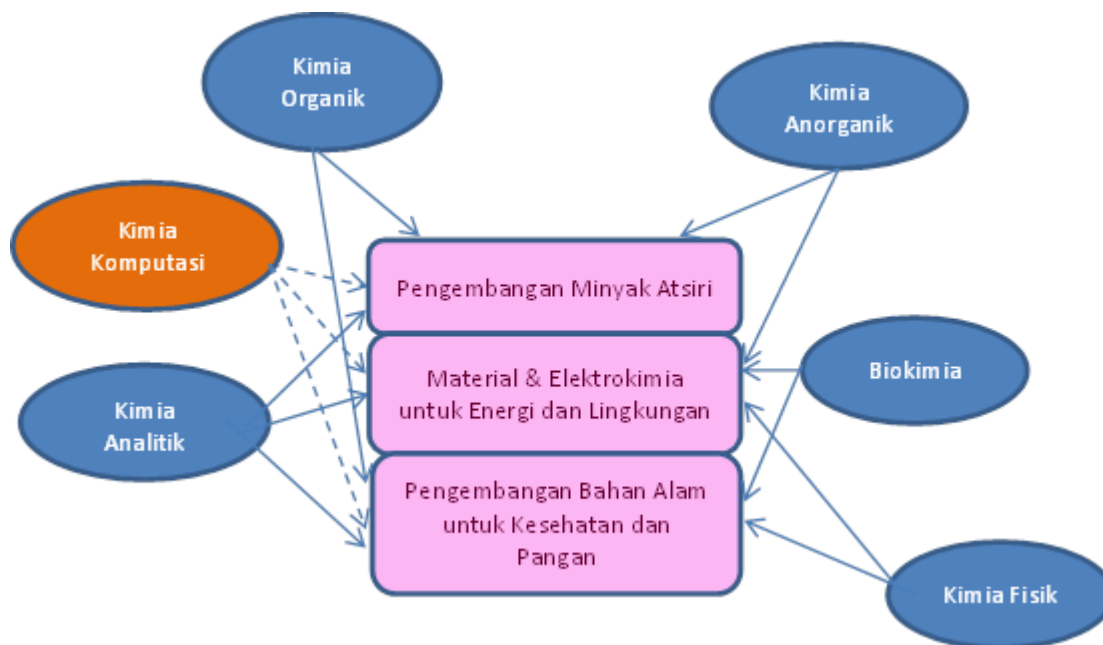 Kimia
Organik
Kimia
Anorganik
Kimia
Komputasi
Pengembangan Minyak Atsiri
Material & Elektrokimia
untuk Energi dan Lingkungan
Biokimia
Kimia
Analitik
Pengembangan Bahan Alam
untuk Kesehatan dan
Pangan
Kimia Fisik